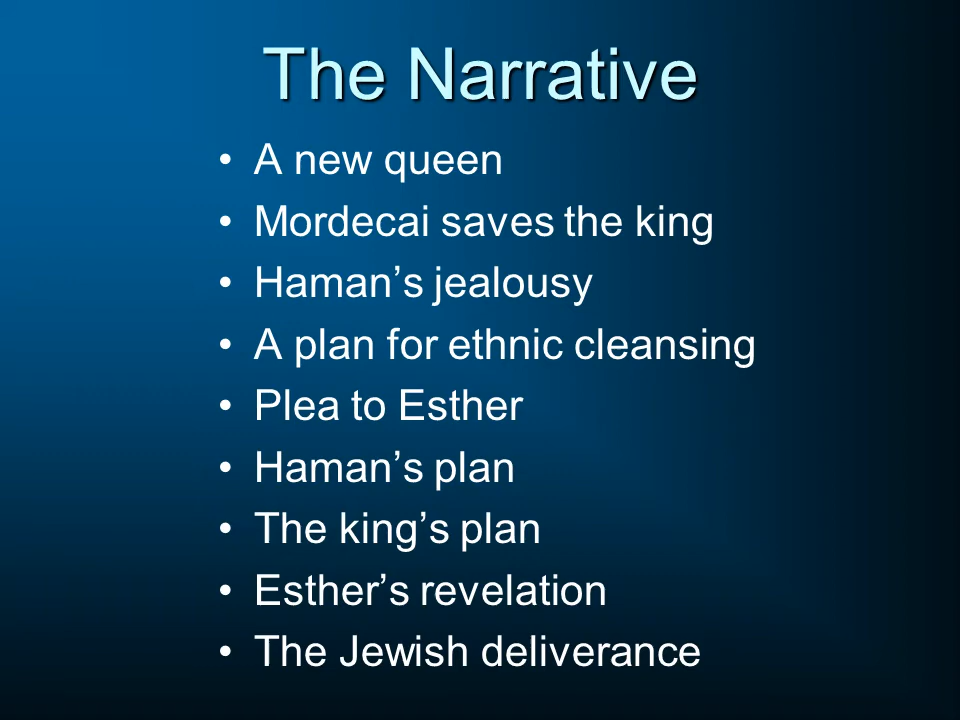 The Narrative
• A new queen
• Mordecai saves the king
• Haman’s jealousy
• A plan for ethnic cleansing
• Plea to Esther
• Haman’s plan
• The king’s plan
• Esther’s revelation
• The Jewish deliverance